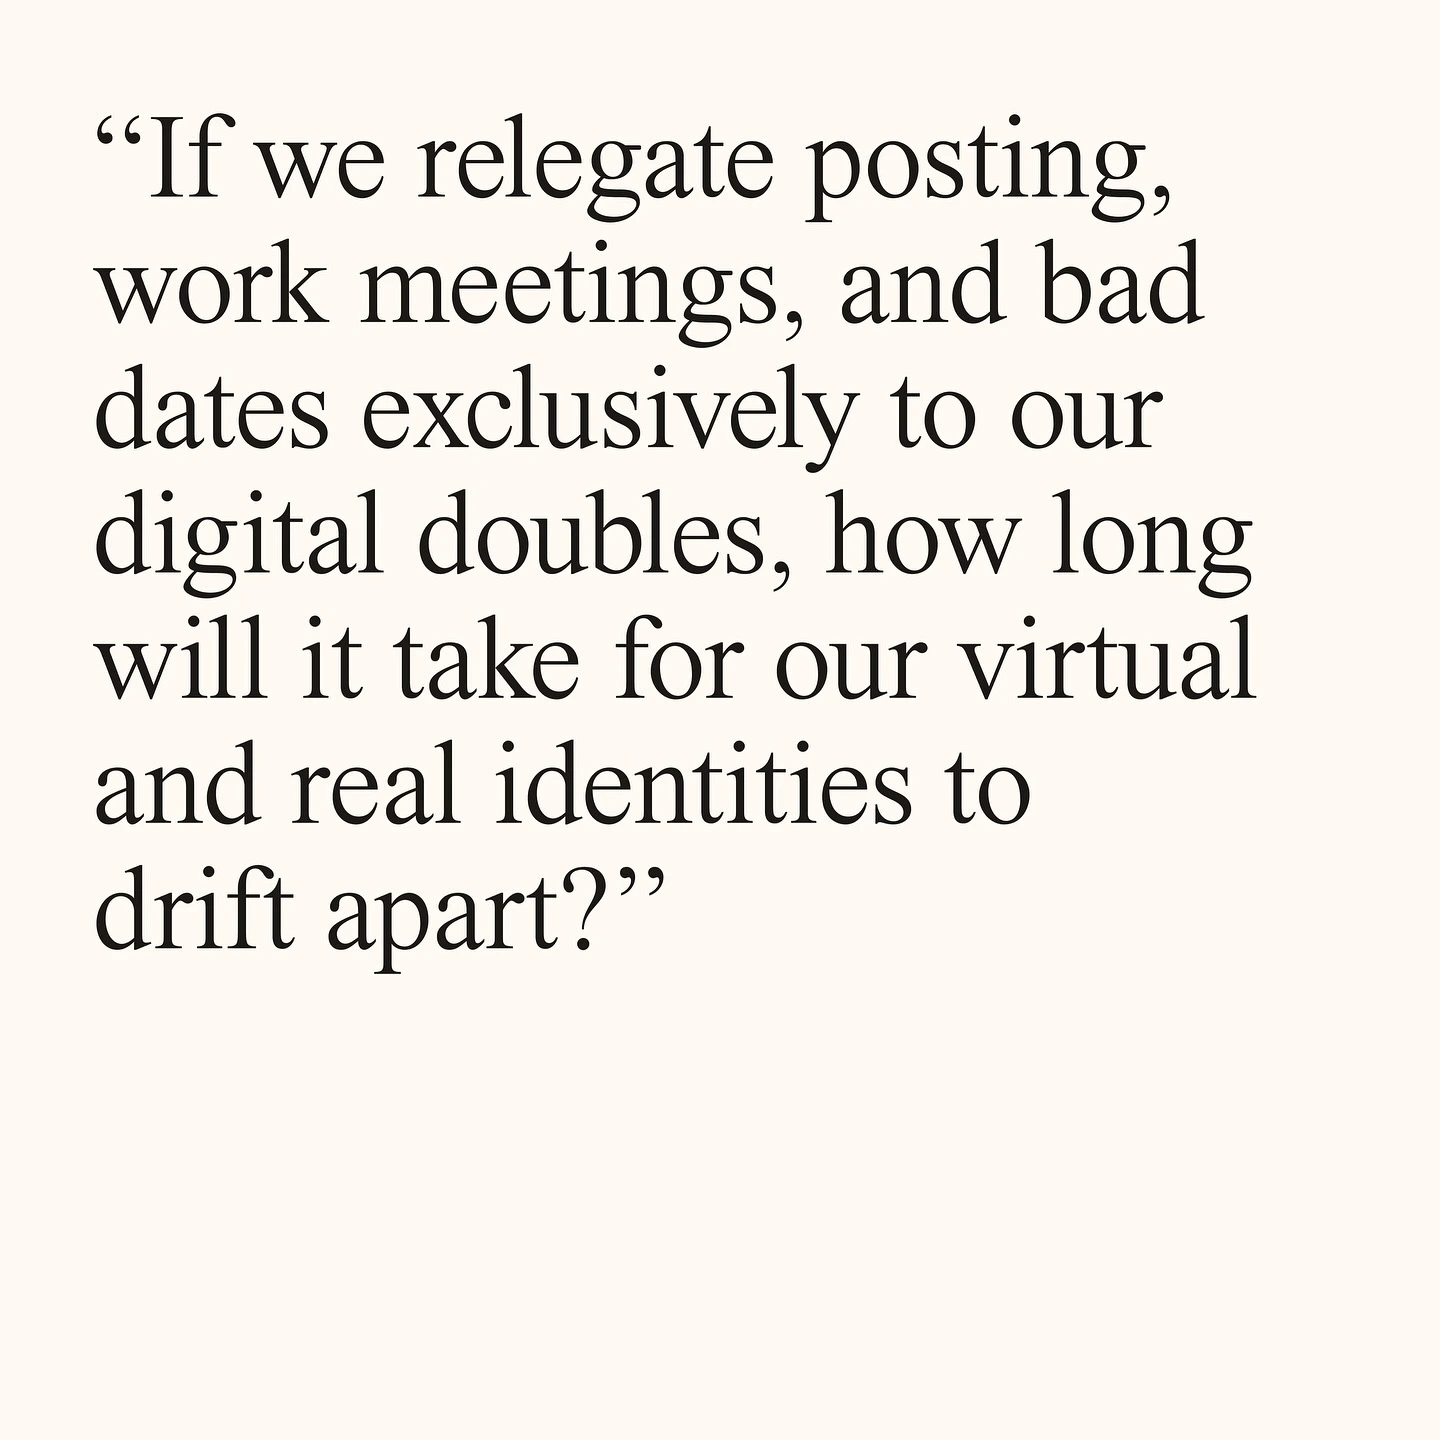 “If we relegate posting,
work meetings, and bad
dates exclusively to our
digital doubles, how long
will it take for our virtual
and real identities to
drift apart?”